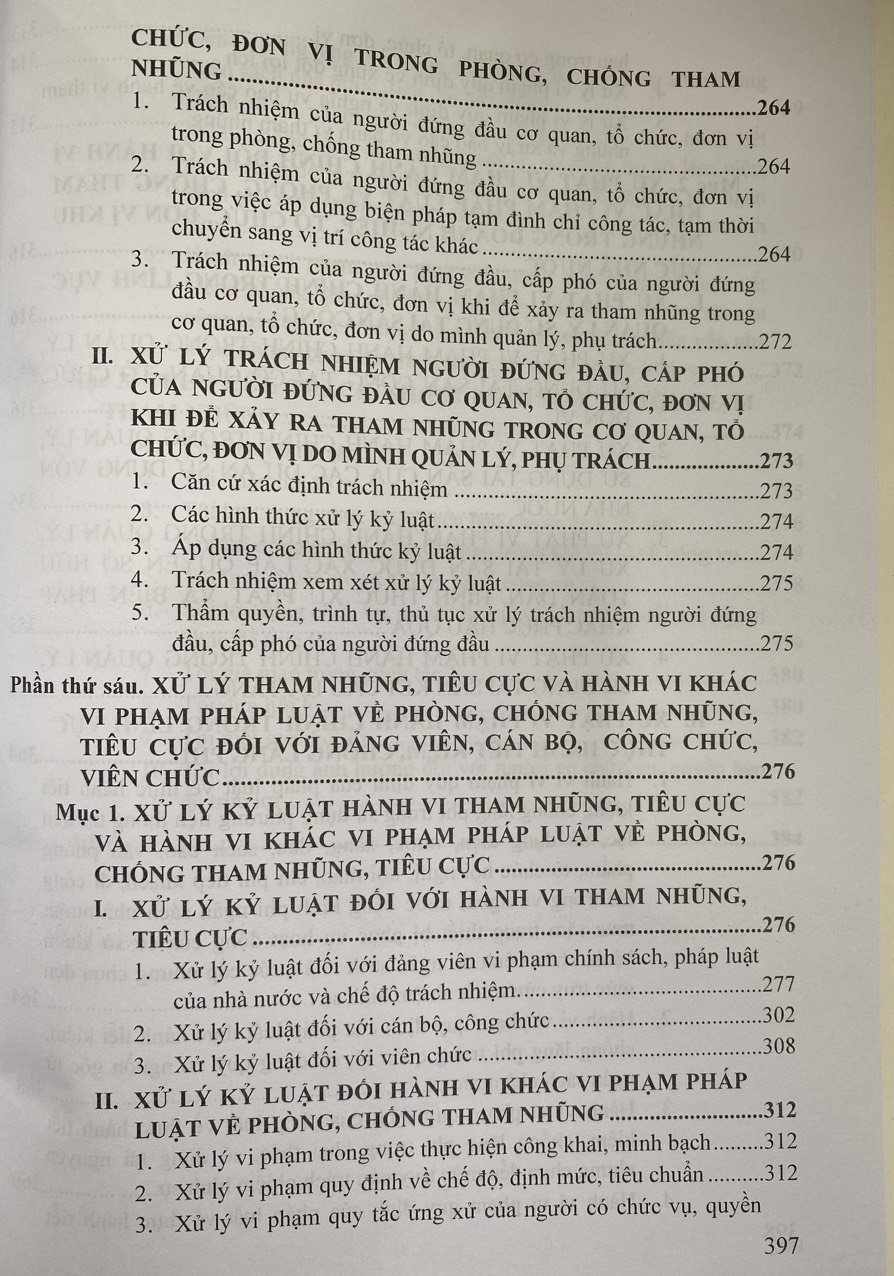 CHỨC, ĐƠN VỊ TRONG PHÒNG, CHỐNG THAM
NHŨNG....................264
1. Trách nhiệm của người đứng đầu cơ quan, tổ chức, đơn vị
trong phòng, chống tham nhũng....................264
2. Trách nhiệm của người đứng đầu cơ quan, tổ chức, đơn vị
trong việc áp dụng biện pháp tạm đình chỉ công tác, tạm thời
chuyển sang vị trí công tác khác....................264
3. Trách nhiệm của người đứng đầu, cấp phó của người đứng
đầu cơ quan, tổ chức, đơn vị khi để xảy ra tham nhũng trong
cơ quan, tổ chức, đơn vị do mình quản lý, phụ trách....................272
II. XỬ LÝ TRÁCH NHIỆM NGƯỜI ĐỨNG ĐẦU, CẤP PHÓ
CỦA NGƯỜI ĐỨNG ĐẦU CƠ QUAN, TỔ CHỨC, ĐƠN VỊ
KHI ĐỂ XẢY RA THAM NHŨNG TRONG CƠ QUAN, TỔ
CHỨC, ĐƠN VỊ DO MÌNH QUẢN LÝ, PHỤ TRÁCH....................273
1. Căn cứ xác định trách nhiệm....................273
2. Các hình thức xử lý kỷ luật....................274
3. Áp dụng các hình thức kỷ luật....................274
4. Trách nhiệm xem xét xử lý kỷ luật....................275
5. Thẩm quyền, trình tự, thủ tục xử lý trách nhiệm người đứng
đầu, cấp phó của người đứng đầu....................275
Phần thứ sáu. XỬ LÝ THAM NHŨNG, TIÊU CỰC VÀ HÀNH VI KHÁC
VI PHẠM PHÁP LUẬT VỀ PHÒNG, CHỐNG THAM NHŨNG,
TIÊU CỰC ĐỐI VỚI ĐẢNG VIÊN, CÁN BỘ, CÔNG CHỨC,
VIÊN CHỨC....................276
Mục 1. XỬ LÝ KỶ LUẬT HÀNH VI THAM NHŨNG, TIÊU CỰC
VÀ HÀNH VI KHÁC VI PHẠM PHÁP LUẬT VỀ PHÒNG,
CHỐNG THAM NHŨNG, TIÊU CỰC....................276
I. XỬ LÝ KỶ LUẬT ĐỐI VỚI HÀNH VI THAM NHŨNG,
TIÊU CỰC....................276
1. Xử lý kỷ luật đối với đảng viên vi phạm chính sách, pháp luật
của nhà nước và chế độ trách nhiệm....................277
2. Xử lý kỷ luật đối với cán bộ, công chức....................302
3. Xử lý kỷ luật đối với viên chức....................308
II. XỬ LÝ KỶ LUẬT ĐỐI HÀNH VI KHÁC VI PHẠM PHÁP
LUẬT VỀ PHÒNG, CHỐNG THAM NHŨNG....................312
1. Xử lý vi phạm trong việc thực hiện công khai, minh bạch.........312
2. Xử lý vi phạm quy định về chế độ, định mức, tiêu chuẩn.........312
3. Xử lý vi phạm quy tắc ứng xử của người có chức vụ, quyền
397